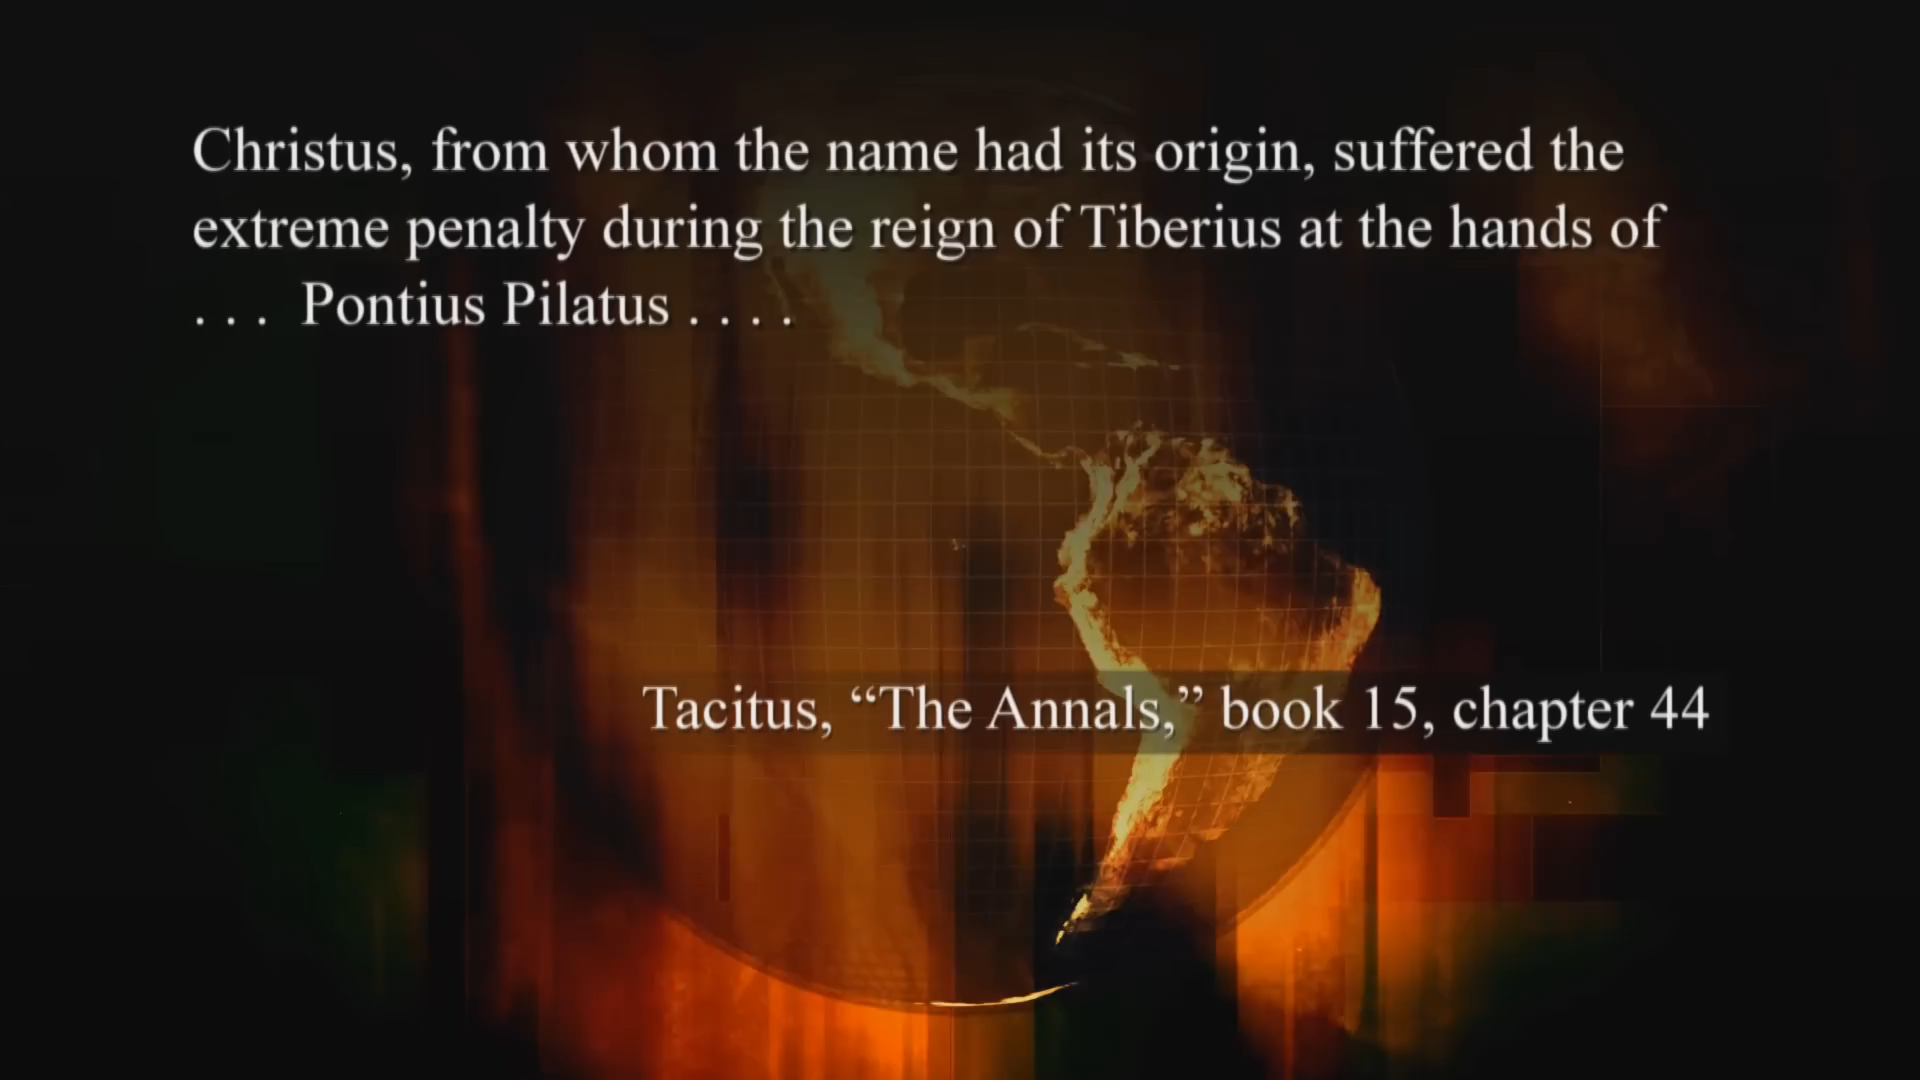 Christus, from whom the name had its origin, suffered the
extreme penalty during the reign of Tiberius at the hands of
. . .  Pontius Pilatus . . . .
Tacitus, “The Annals,” book 15, chapter 44